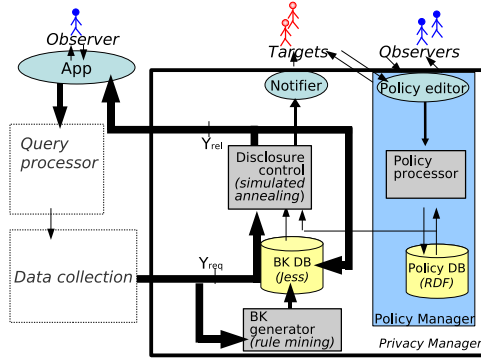 Observer
Targets
Observers
App
Notifier
Policy editor
Query
processor
Y rel
Disclosure
control
(simulated
annealing)
Policy
processor
Data collection
Y req
BK DB
(Jess)
Policy DB
(RDF)
BK
generator
(rule mining)
Policy Manager
Privacy Manager